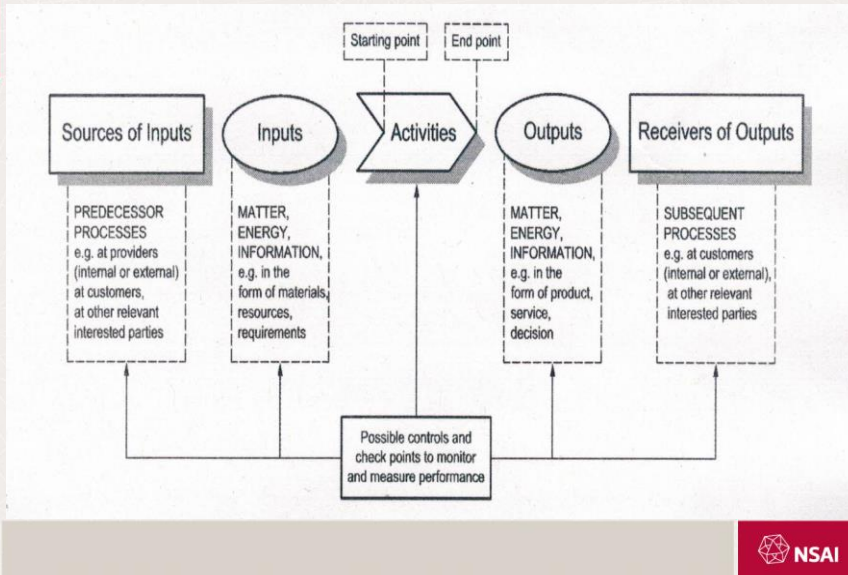 Starting point
End point
Sources of Inputs
Inputs
Activities
Outputs
Receivers of Outputs
PREDECESSOR
PROCESSES
e.g. at providers
(internal or external)
at customers,
at other relevant
interested parties
MATTER,
ENERGY,
INFORMATION,
e.g. in the
form of materials,
resources,
requirements
MATTER,
ENERGY,
INFORMATION,
e.g. in the
form of product,
service,
decision
SUBSEQUENT
PROCESSES
e.g. at customers
(internal or external),
at other relevant
interested parties
Possible controls and
check points to monitor
and measure performance
NSAI